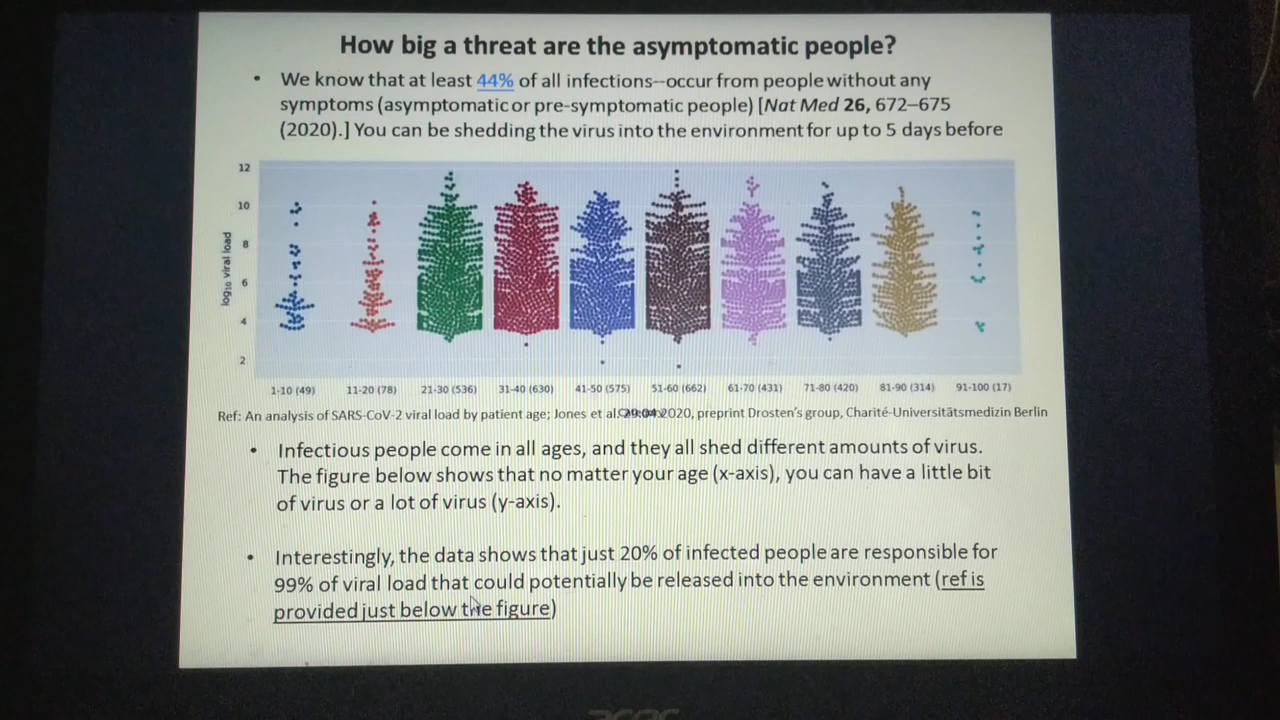 How big a threat are the asymptomatic people?
• We know that at least 44% of all infections--occur from people without any
symptoms (asymptomatic or pre-symptomatic people) [Nat Med 26, 672–675
(2020).] You can be shedding the virus into the environment for up to 5 days before
12
10
8
6
4
2
log10 viral load
1-10 (49) 11-20 (78) 21-30 (536) 31-40 (630) 41-50 (575) 51-60 (662) 61-70 (431) 71-80 (420) 81-90 (314) 91-100 (17)
Ref: An analysis of SARS-CoV-2 viral load by patient age; Jones et al. 2020, preprint Drosten's group, Charité-Universitätsmedizin Berlin
• Infectious people come in all ages, and they all shed different amounts of virus.
The figure below shows that no matter your age (x-axis), you can have a little bit
of virus or a lot of virus (y-axis).
• Interestingly, the data shows that just 20% of infected people are responsible for
99% of viral load that could potentially be released into the environment (ref is
provided just below the figure)
acer